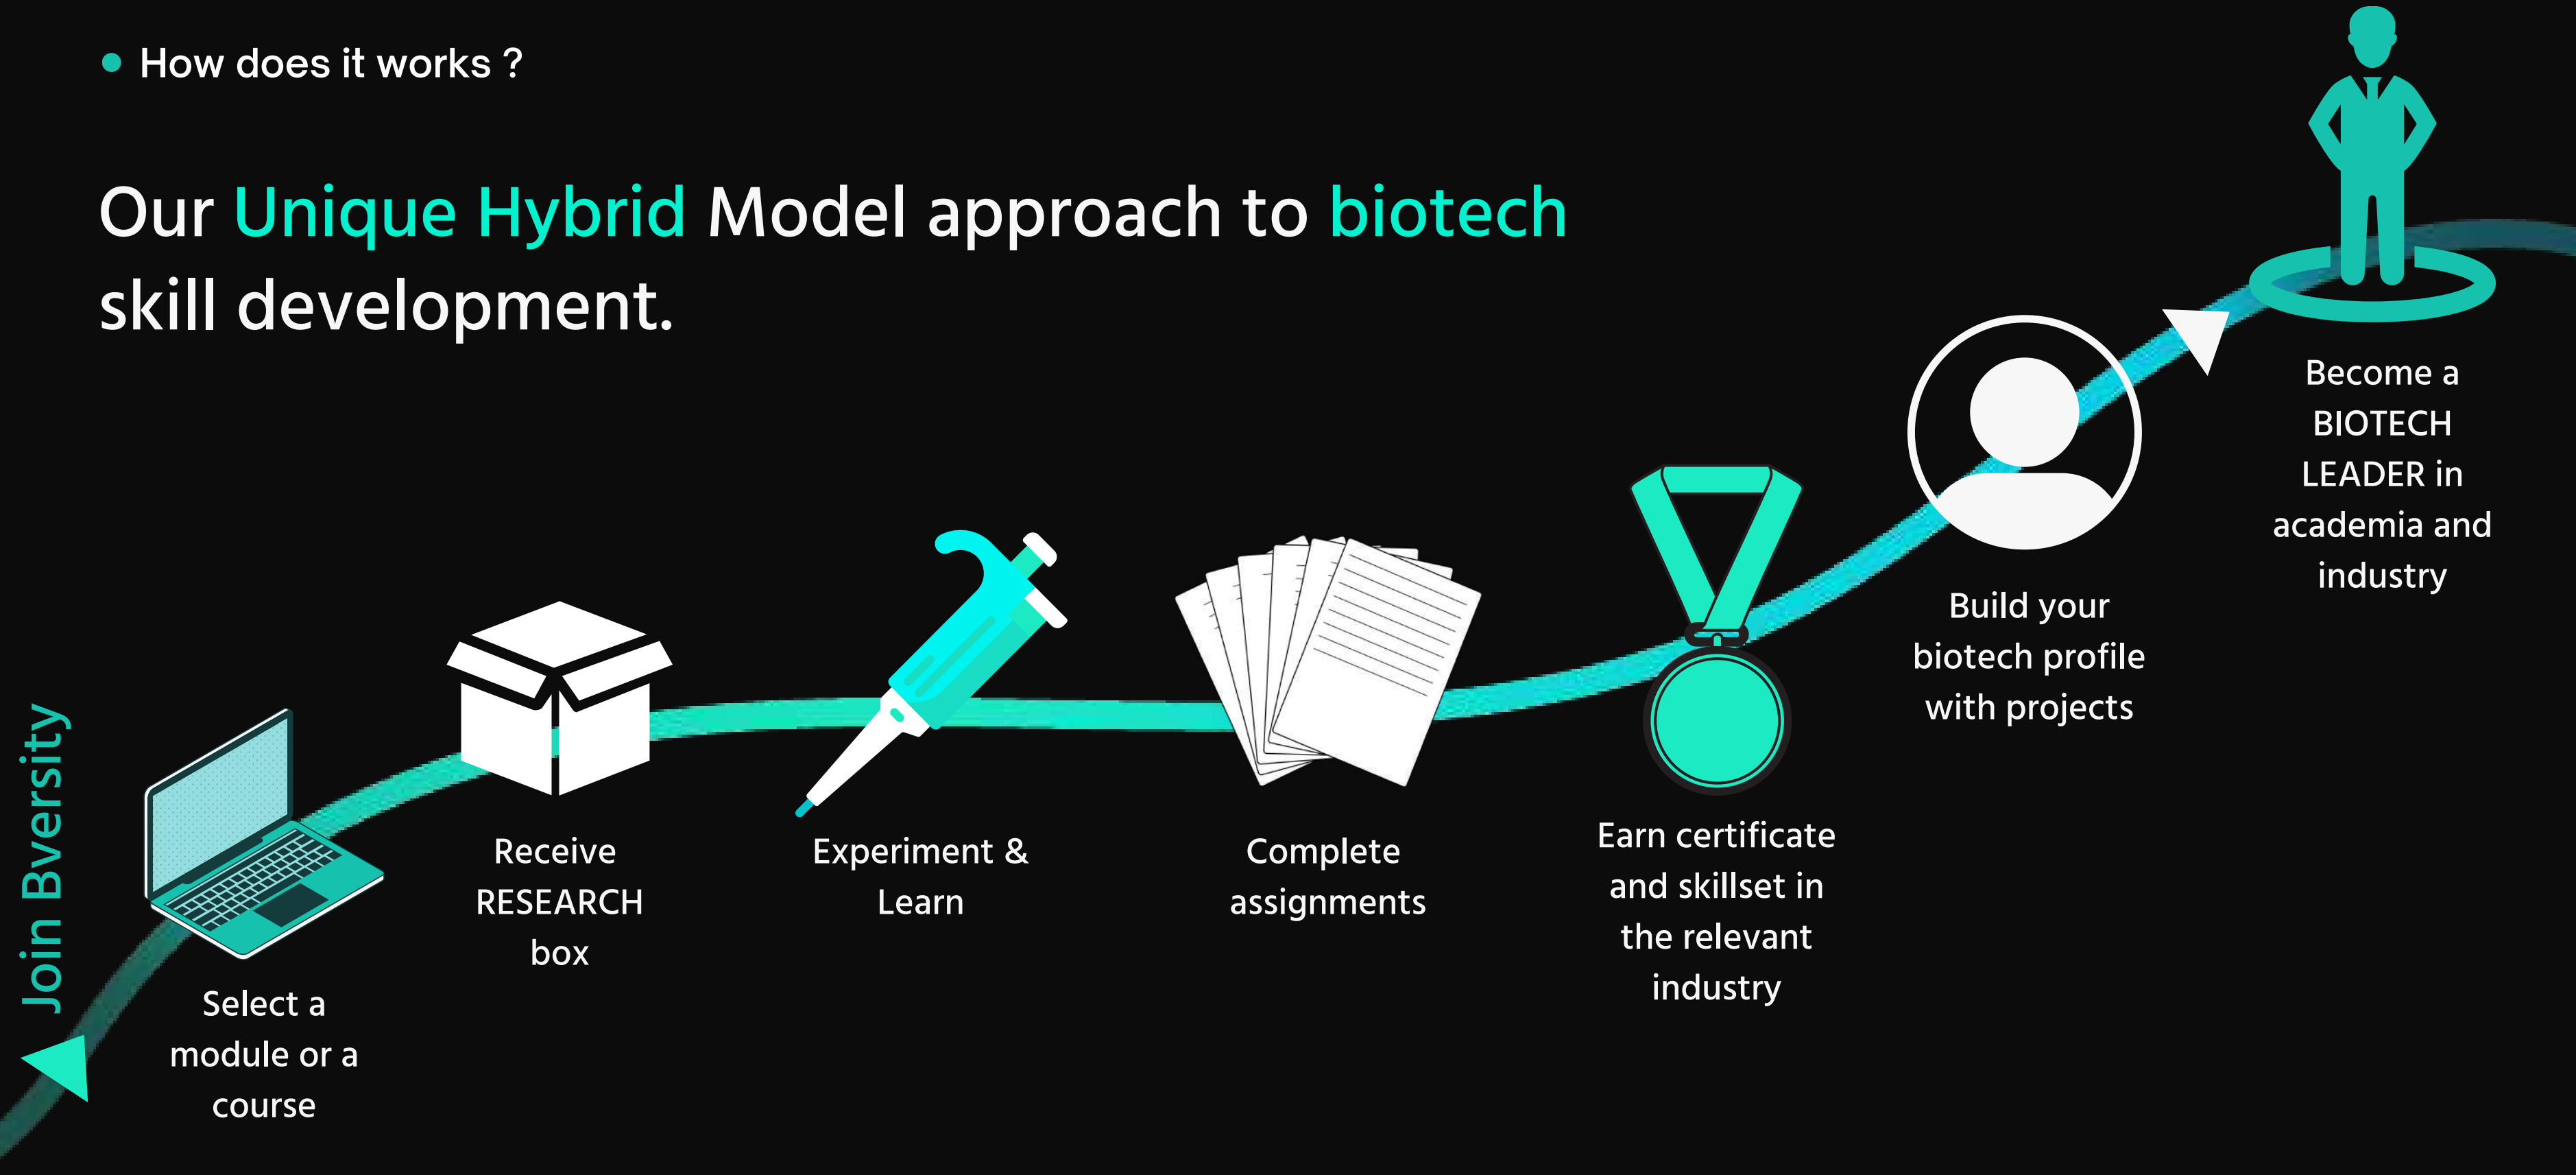 How does it works ?
Our Unique Hybrid Model approach to biotech
skill development.
Join Bversity
Select a
module or a
course
Receive
RESEARCH
box
Experiment &
Learn
Complete
assignments
Earn certificate
and skillset in
the relevant
industry
Build your
biotech profile
with projects
Become a
BIOTECH
LEADER in
academia and
industry